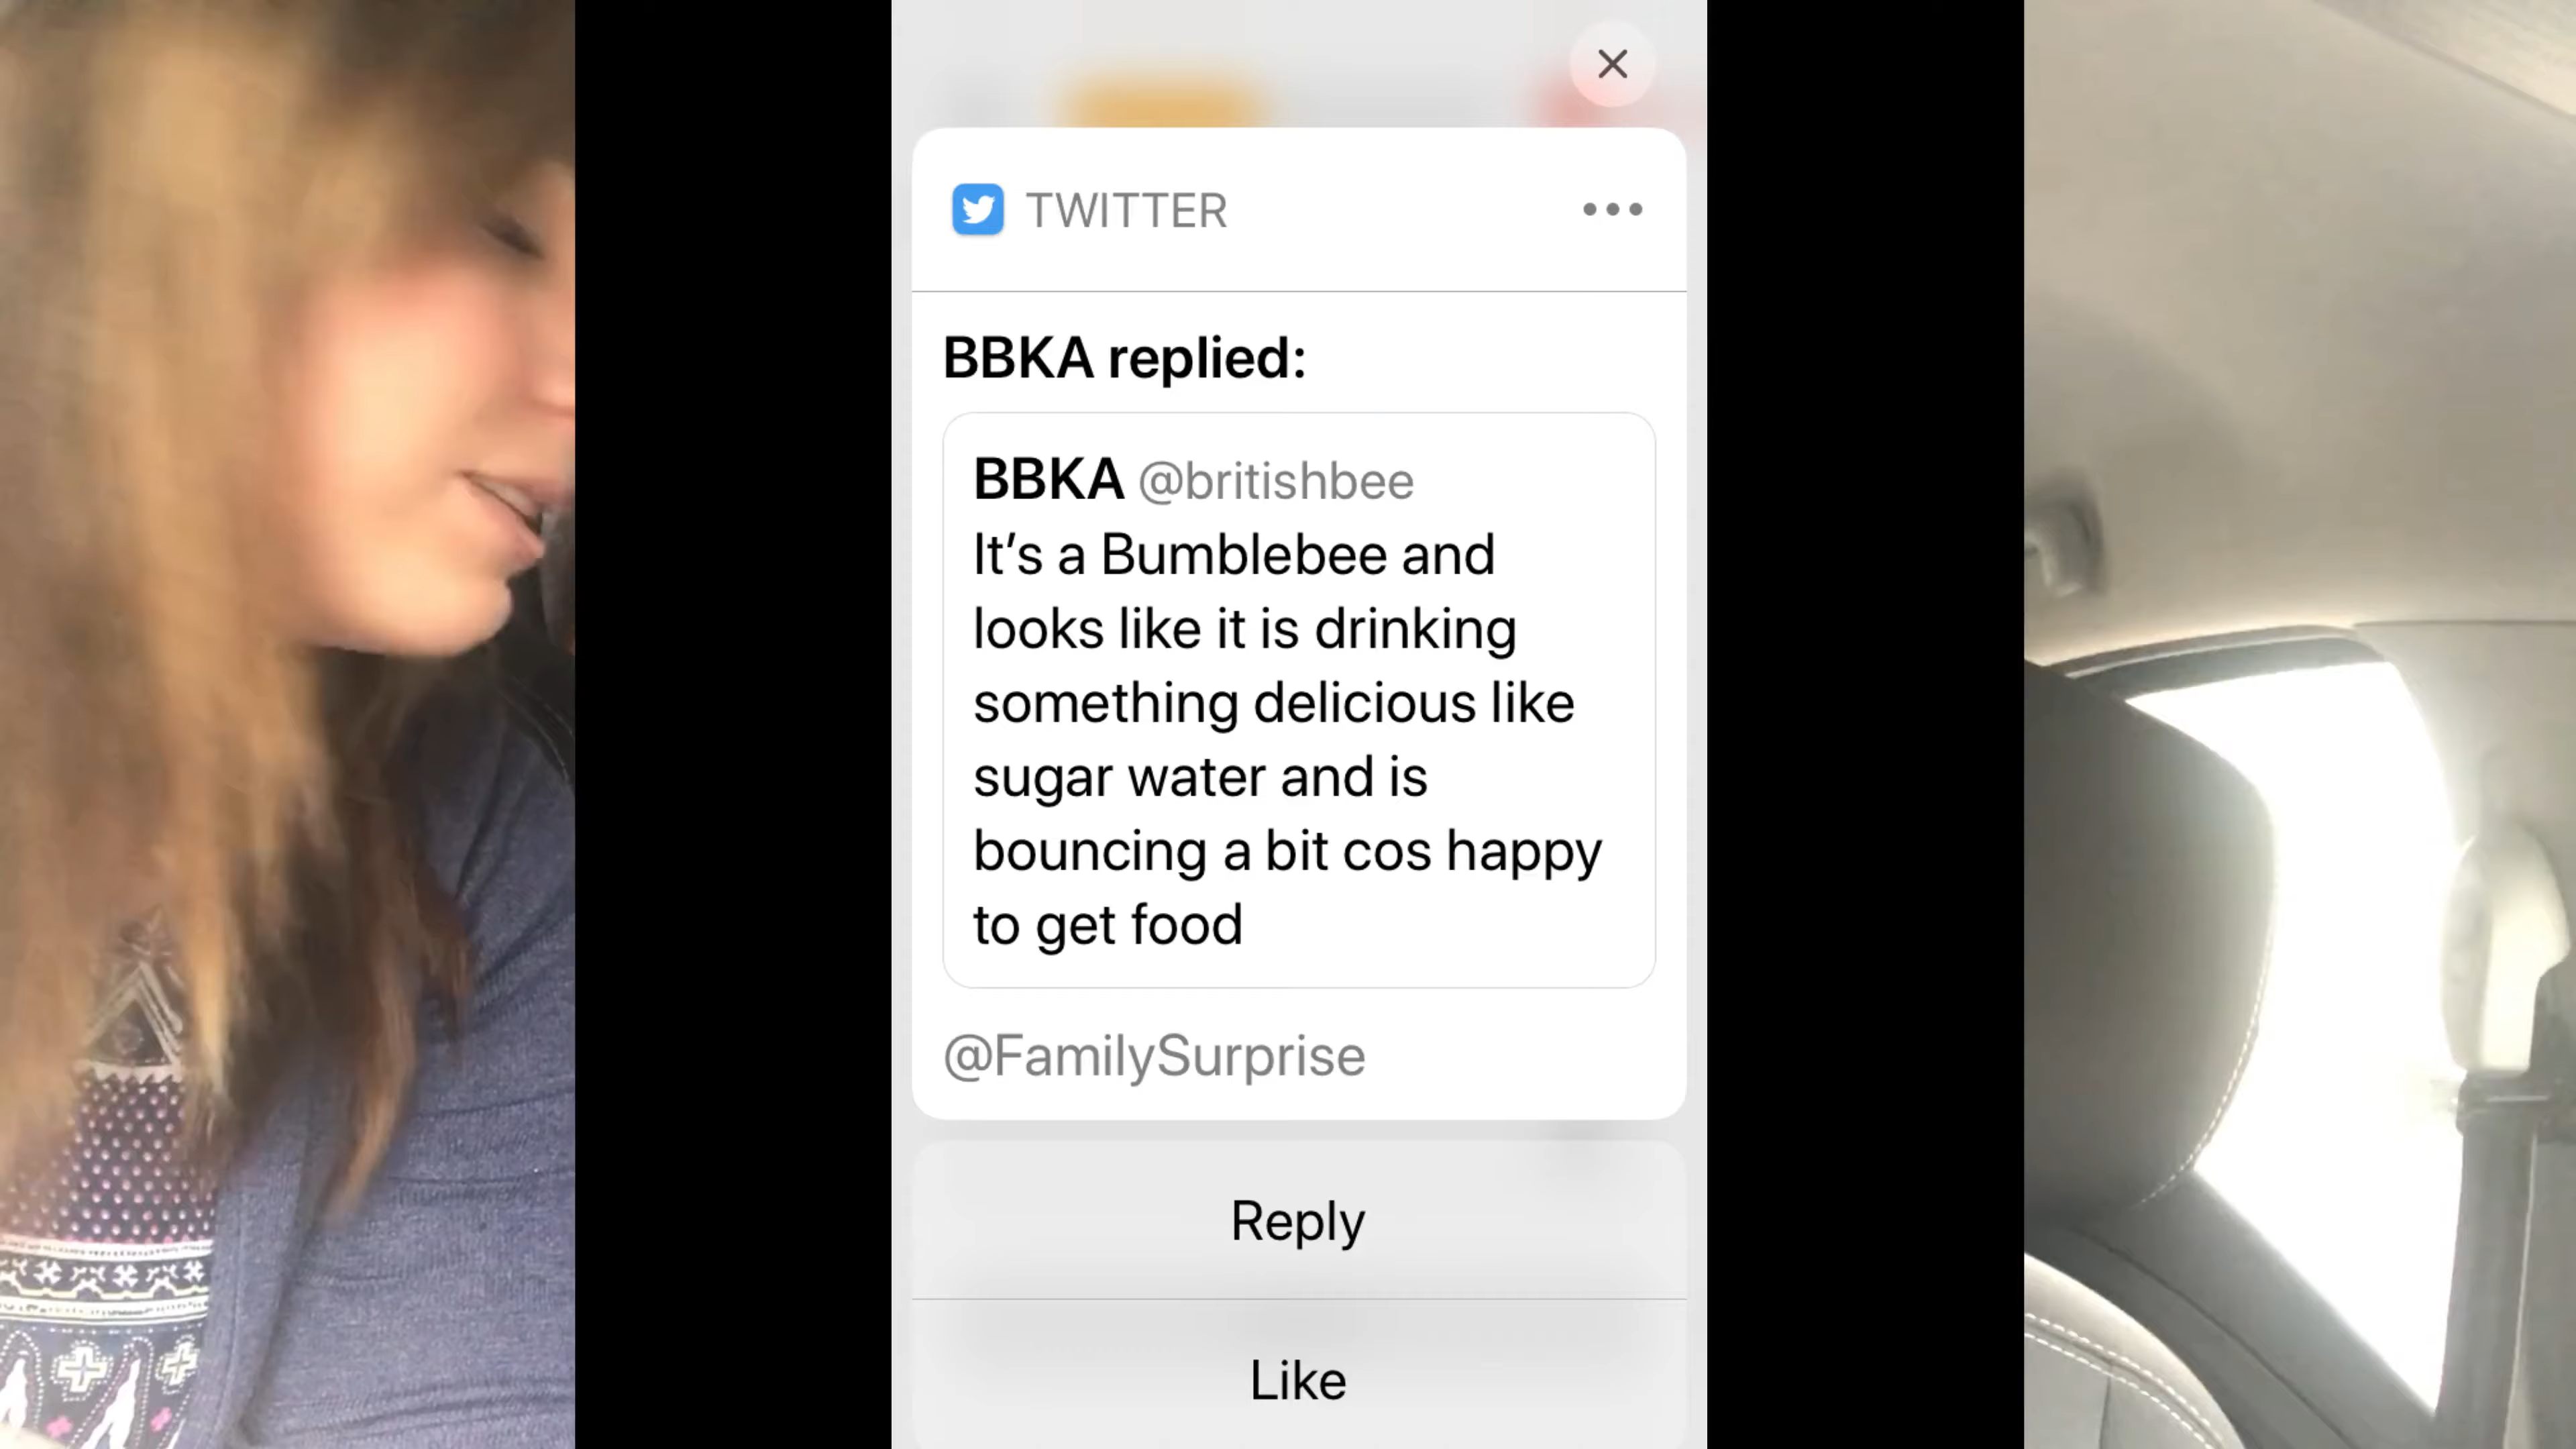 TWITTER
BBKA replied:
BBKA @britishbee
It’s a Bumblebee and
looks like it is drinking
something delicious like
sugar water and is
bouncing a bit cos happy
to get food
@FamilySurprise
Reply
Like